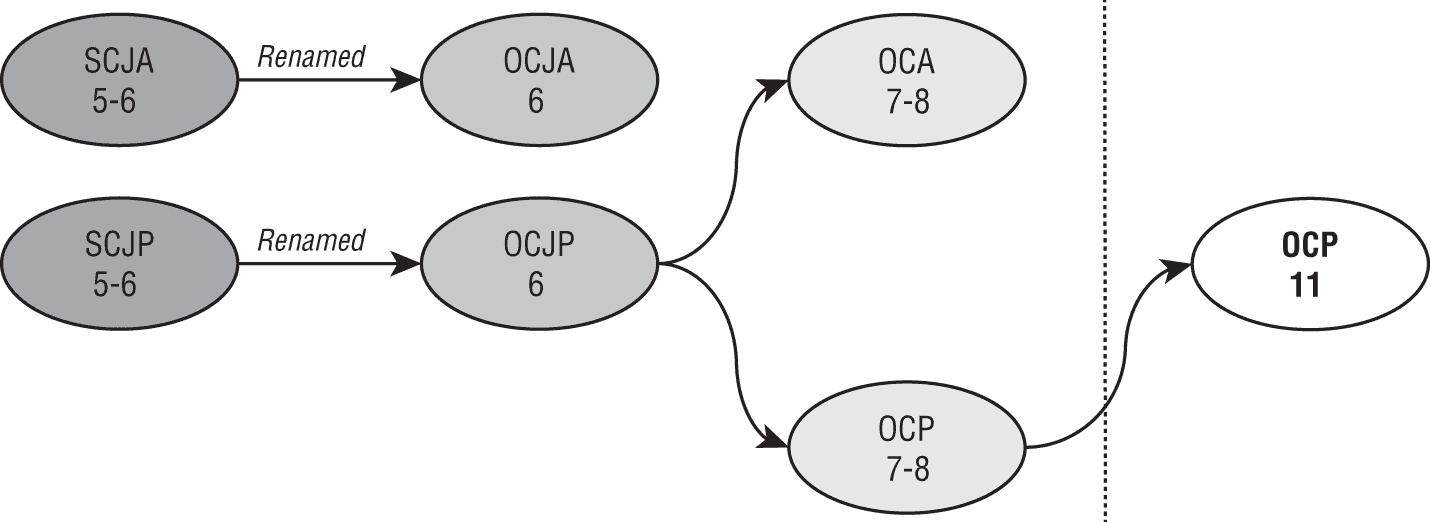 SCJA
5-6
Renamed
OCJA
6
OCA
7-8
SCJP
5-6
Renamed
OCJP
6
OCP
11
OCP
7-8